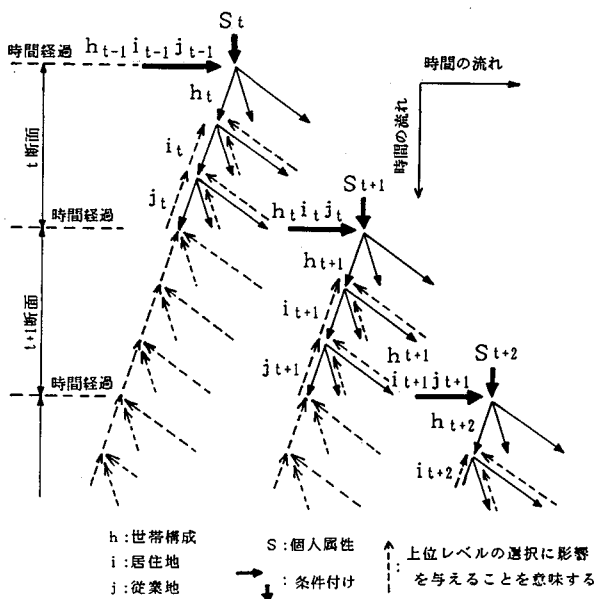 St
時間経過
ht-1 it-1 jt-1
時間の流れ
時間の流れ
ht
it
jt
t断面
時間経過
St+1
ht it jt
ht+1
it+1
jt+1
t+1断面
時間経過
ht+1
it+1 jt+1
St+2
ht+2
it+2
h:世帯構成
i:居住地
j:従業地
S:個人属性
:条件付け
:上位レベルの選択に影響
を与えることを意味する